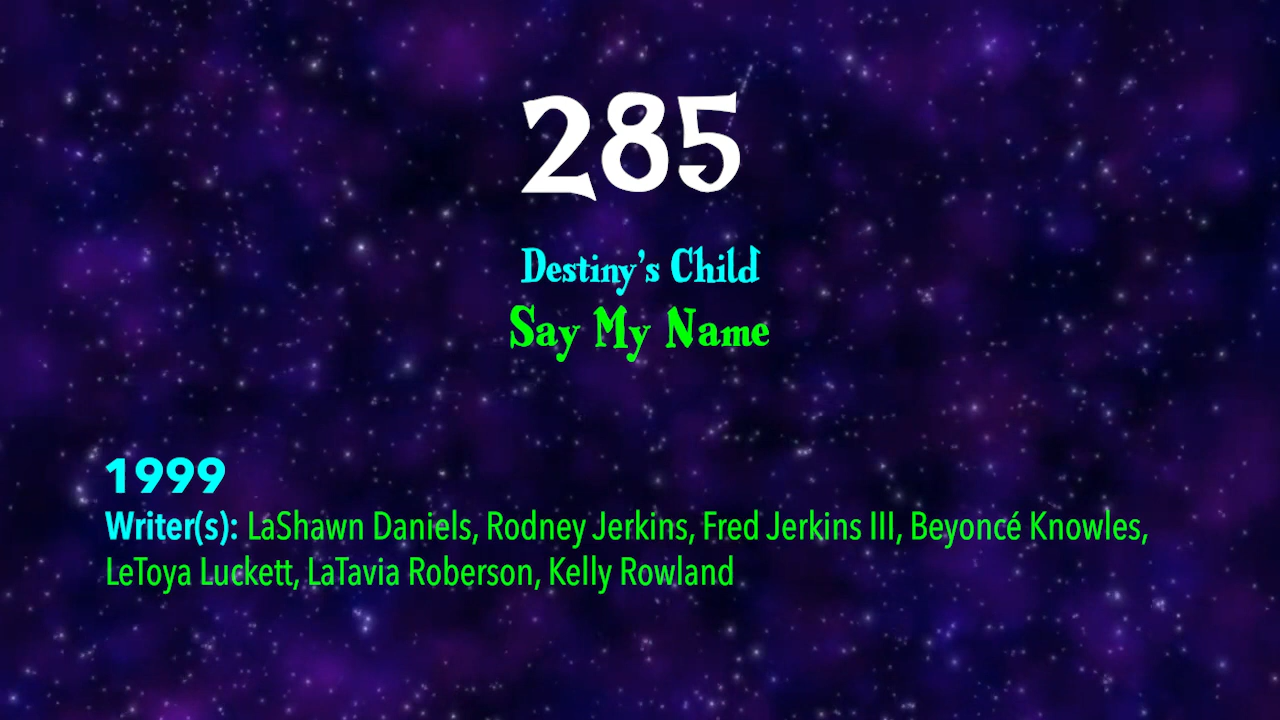 285
Destiny's Child
Say My Name
1999
Writer(s): LaShawn Daniels, Rodney Jerkins, Fred Jerkins III, Beyoncé Knowles,
LeToya Luckett, LaTavia Roberson, Kelly Rowland